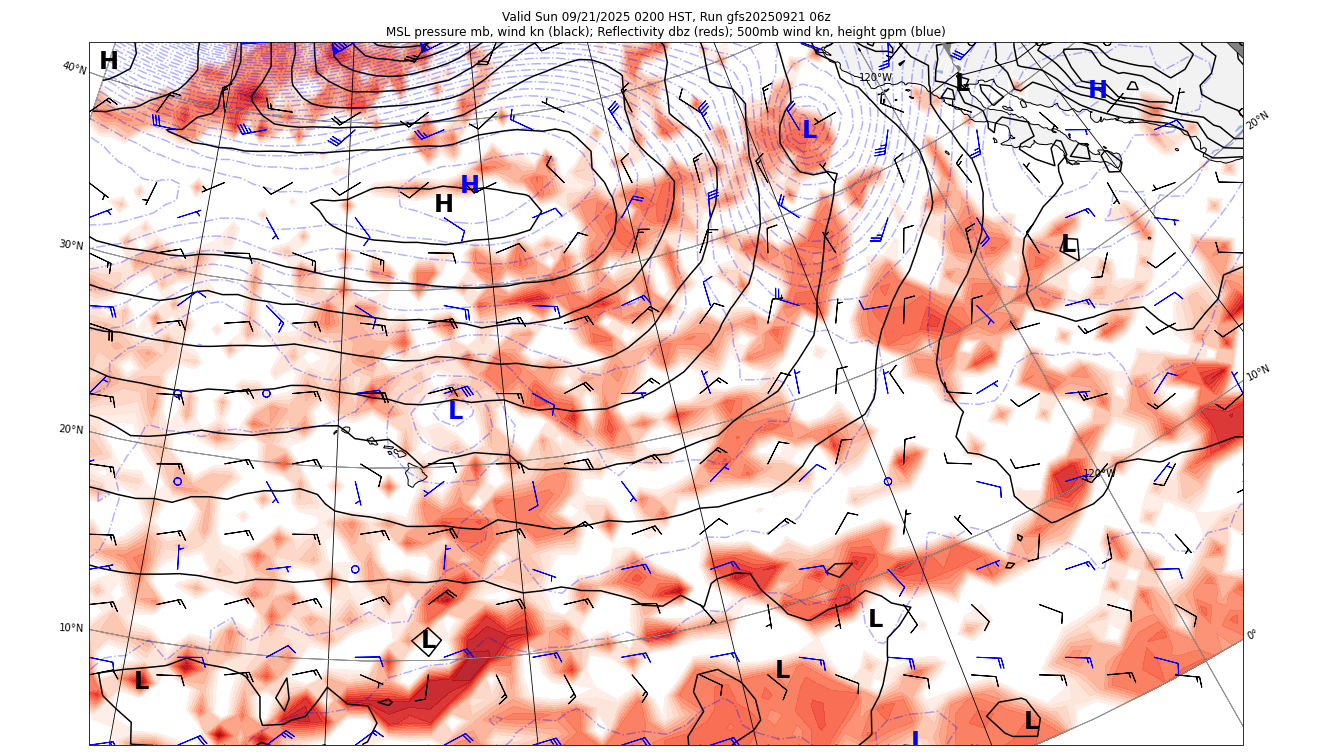 Valid Sun 09/21/2025 0200 HST, Run gfs20250921 06z
MSL pressure mb, wind kn (black); Reflectivity dbz (reds); 500mb wind kn, height gpm (blue)
H
40°N
120°W
L
H
20°N
L
H
H
30°N
L
10°N
L
20°N
120°W
10°N
L
L
0°
L
L
L
L